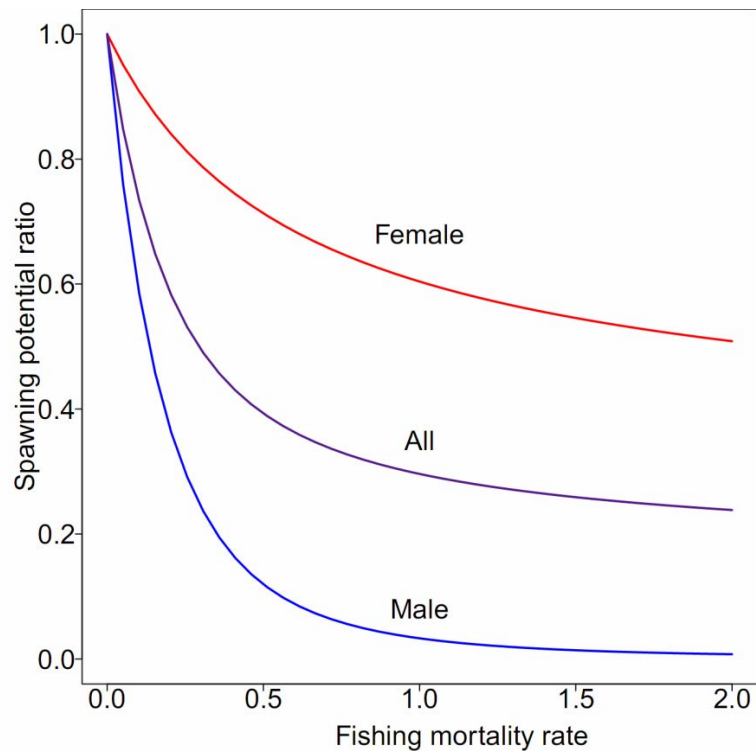 1.0
0.8
0.6
0.4
0.2
0.0
Spawning potential ratio
Female
All
Male
0.0 0.5 1.0 1.5 2.0
Fishing mortality rate